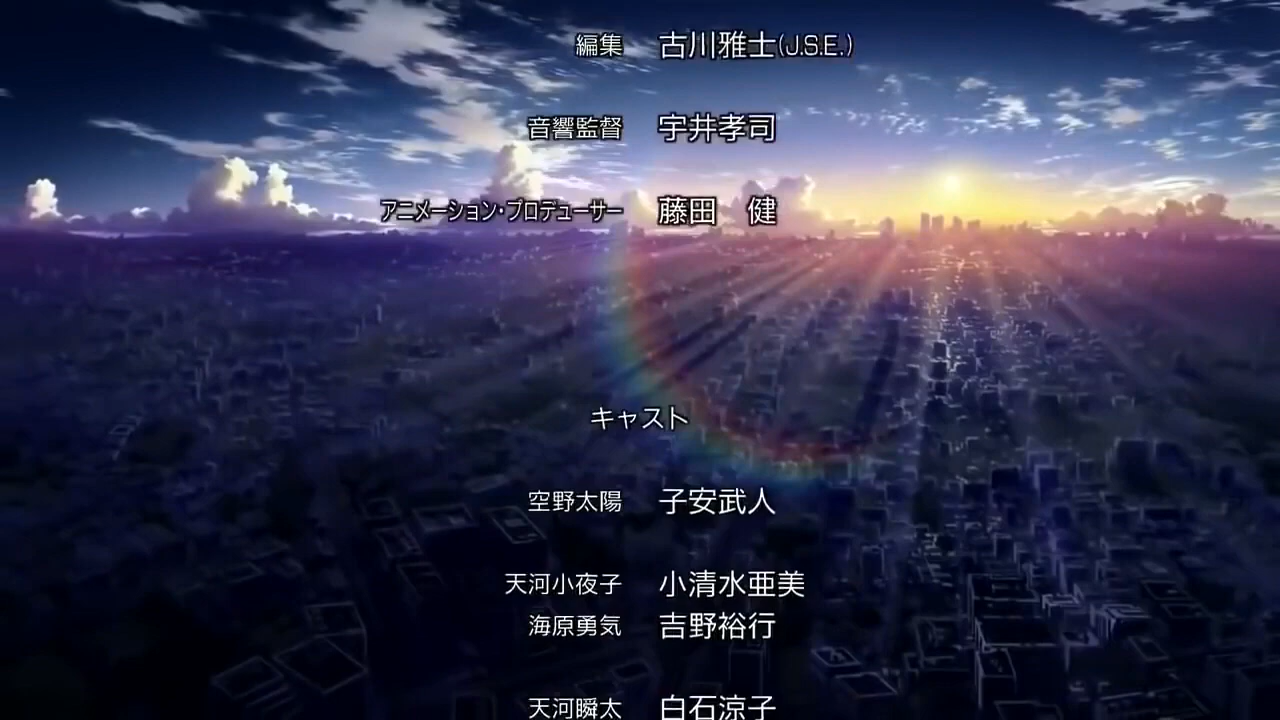 編集 古川雅士(J.S.E.)
音響監督 宇井孝司
アニメーション・プロデューサー 藤田 健
キャスト
空野太陽 子安武人
天河小夜子 小清水亜美
海原勇気 吉野裕行
天河瞬太 白石涼子